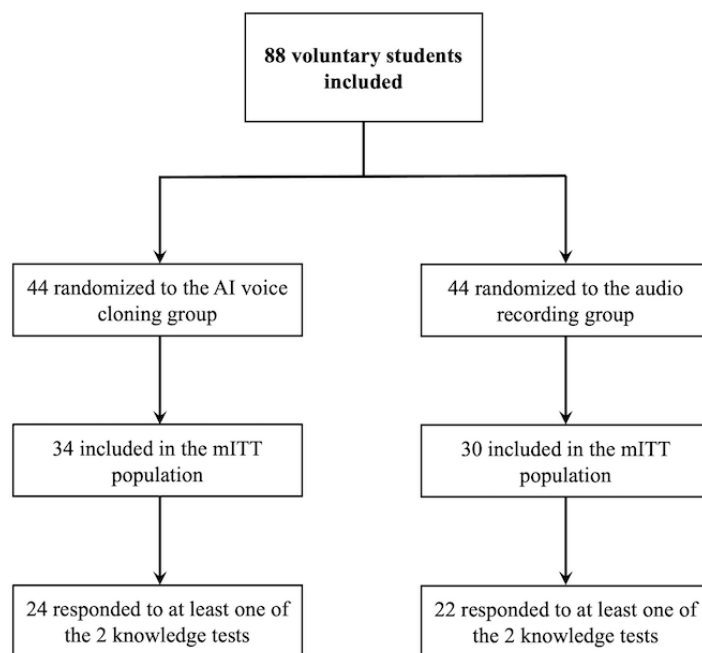 88 voluntary students
included
44 randomized to the AI voice
cloning group
44 randomized to the audio
recording group
34 included in the mITT
population
30 included in the mITT
population
24 responded to at least one of
the 2 knowledge tests
22 responded to at least one of
the 2 knowledge tests